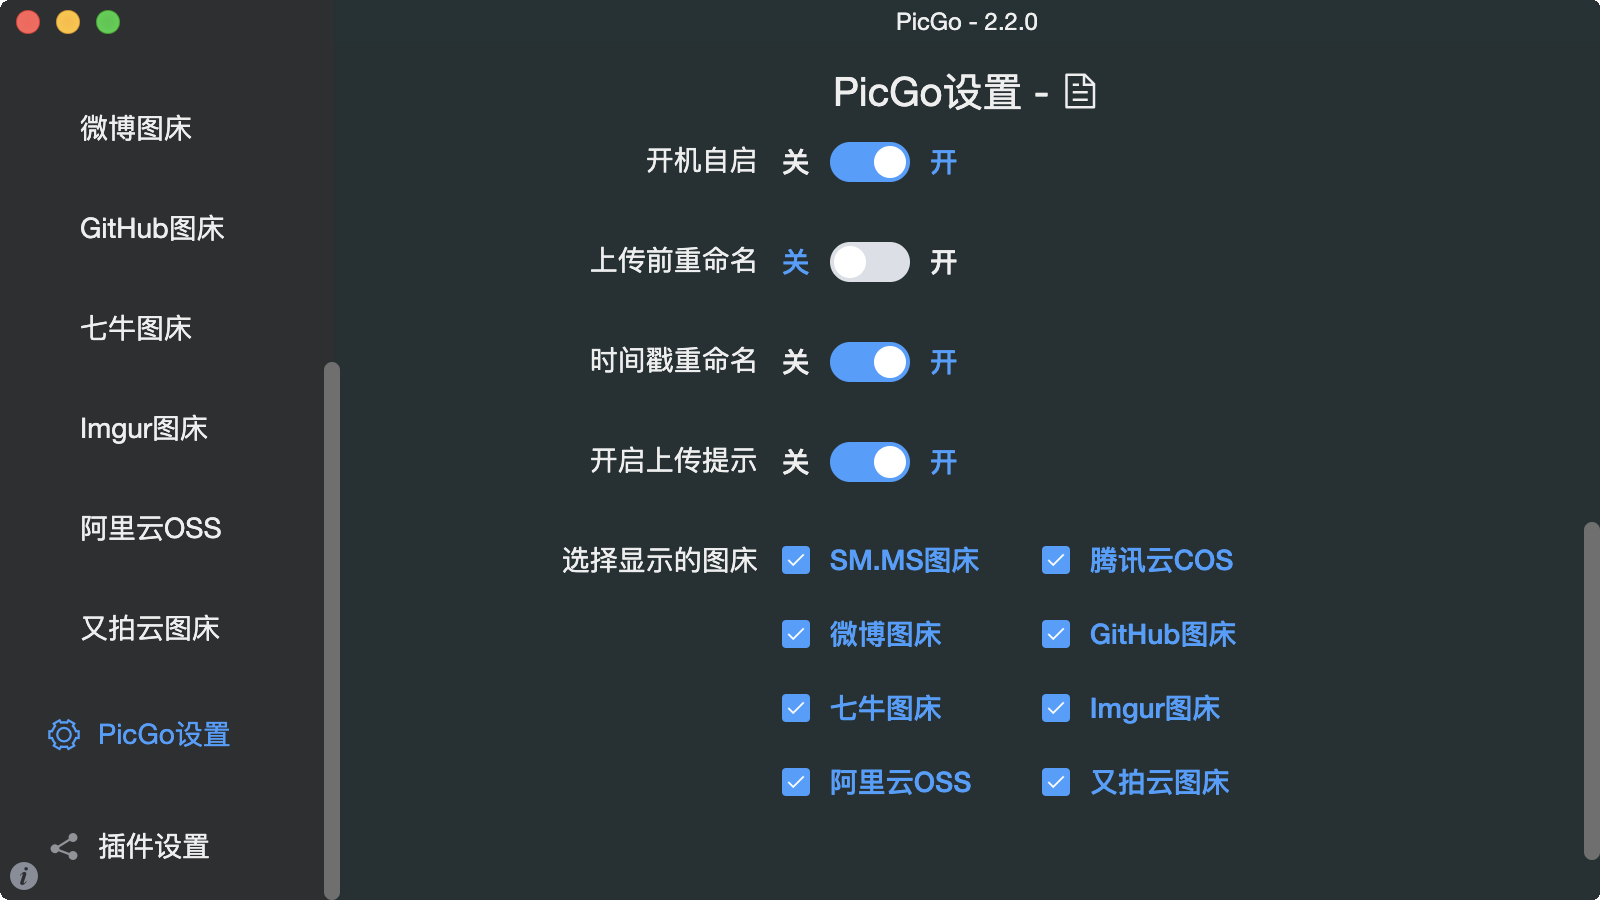 PicGo - 2.2.0
微博图床
GitHub图床
七牛图床
Imgur图床
阿里云OSS
又拍云图床
PicGo设置
插件设置
PicGo设置 -
开机自启 关 开
上传前重命名 关 开
时间戳重命名 关 开
开启上传提示 关 开
选择显示的图床 SM.MS图床 腾讯云COS
微博图床 GitHub图床
七牛图床 Imgur图床
阿里云OSS 又拍云图床